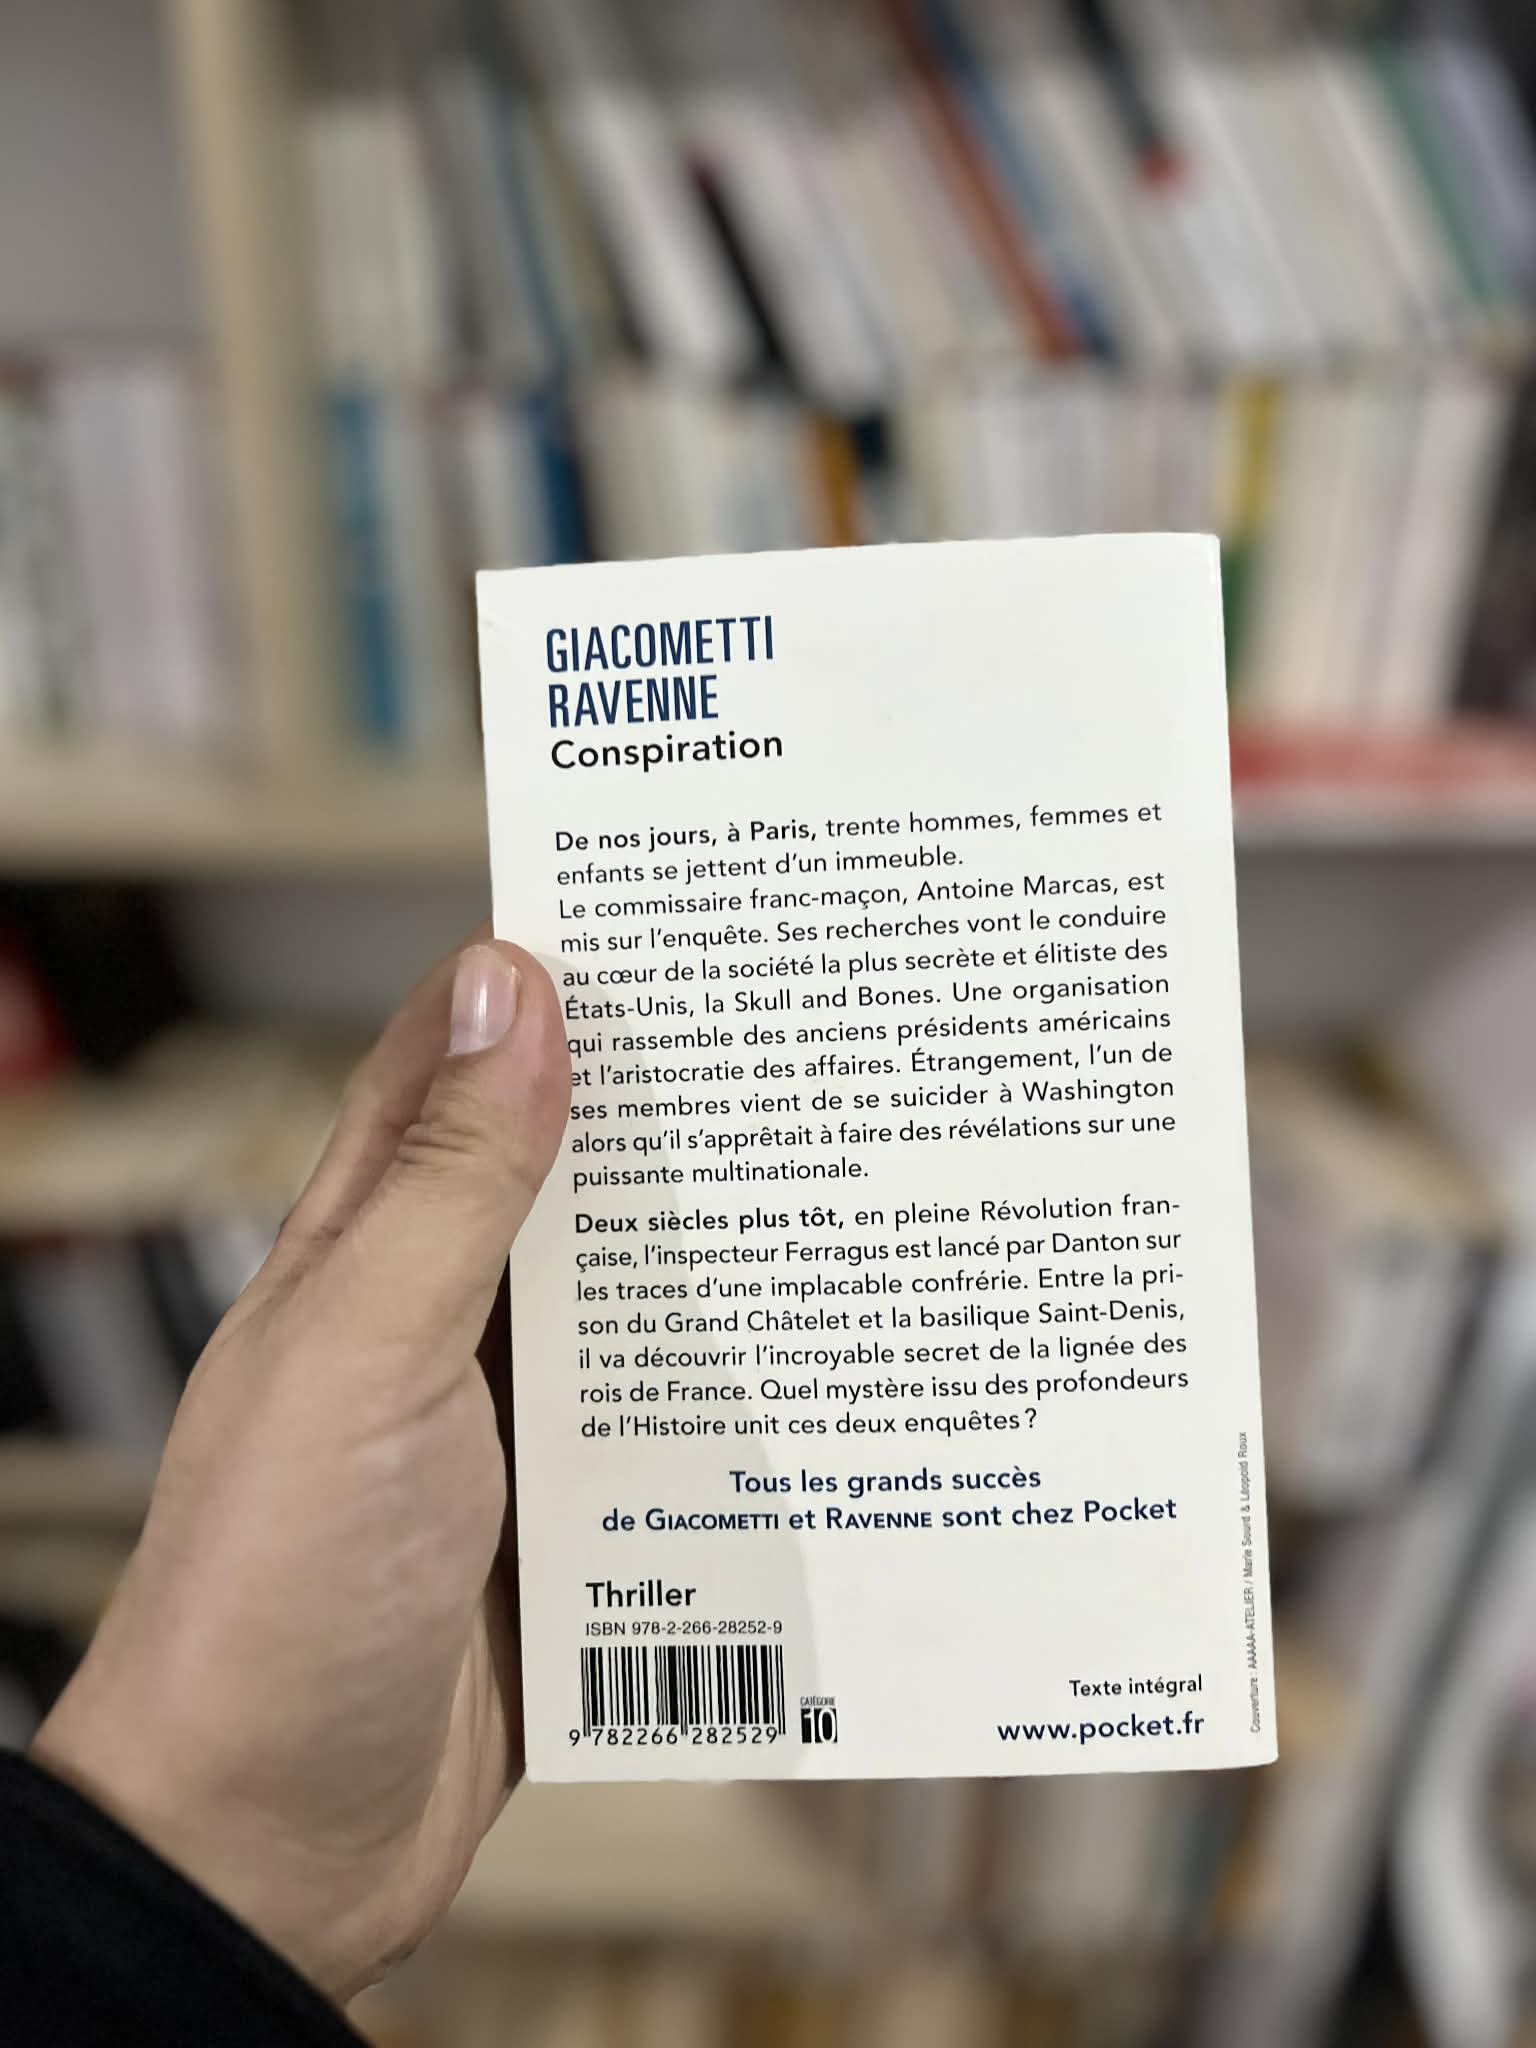 GIACOMETTI
RAVENNE
Conspiration
De nos jours, à Paris, trente hommes, femmes et
enfants se jettent d'un immeuble.
Le commissaire franc-maçon, Antoine Marcas, est
mis sur l'enquête. Ses recherches vont le conduire
au cœur de la société la plus secrète et élitiste des
États-Unis, la Skull and Bones. Une organisation
qui rassemble des anciens présidents américains
et l'aristocratie des affaires. Étrangement, l'un de
ses membres vient de se suicider à Washington
alors qu'il s'apprêtait à faire des révélations sur une
puissante multinationale.
Deux siècles plus tôt, en pleine Révolution fran-
çaise, l'inspecteur Ferragus est lancé par Danton sur
les traces d'une implacable confrérie. Entre la pri-
son du Grand Châtelet et la basilique Saint-Denis,
il va découvrir l'incroyable secret de la lignée des
rois de France. Quel mystère issu des profondeurs
de l'Histoire unit ces deux enquêtes ?
Tous les grands succès
de GIACOMETTI et RAVENNE sont chez Pocket
Thriller
ISBN 978-2-266-28252-9
9 782266 282529
CATÉGORIE
10
Texte intégral
www.pocket.fr
Couverture : AAAAA-ATELIER / Marie Sourd & Léopold Roux